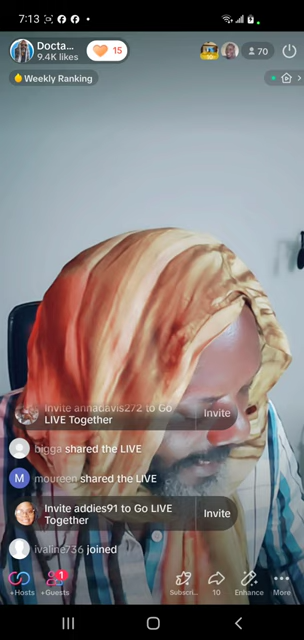 7:13
Docta...
9.4K likes
15
70
Weekly Ranking
Invite annadavis272 to Go
LIVE Together
Invite
bigga shared the LIVE
M
moureen shared the LIVE
Invite addies91 to Go LIVE
Together
Invite
ivaline736 joined
1
+Hosts
+Guests
Subscri...
10
Enhance
More